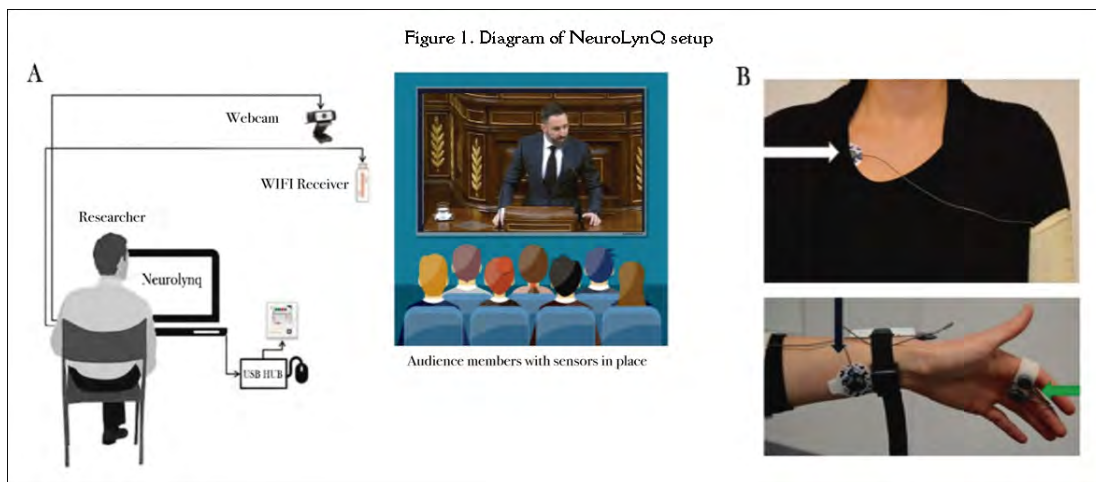 Figure 1. Diagram of NeuroLynQ setup
A
Webcam
WIFI Receiver
Researcher
Neurolynq
USB HUB
Audience members with sensors in place
B